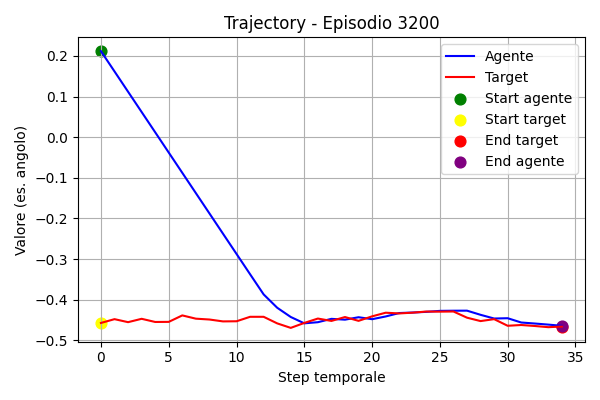 Trajectory - Episodio 3200
Agente
Target
Start agente
Start target
End target
End agente
Valore (es. angolo)
0.2
0.1
0.0
−0.1
−0.2
−0.3
−0.4
−0.5
0 5 10 15 20 25 30 35
Step temporale